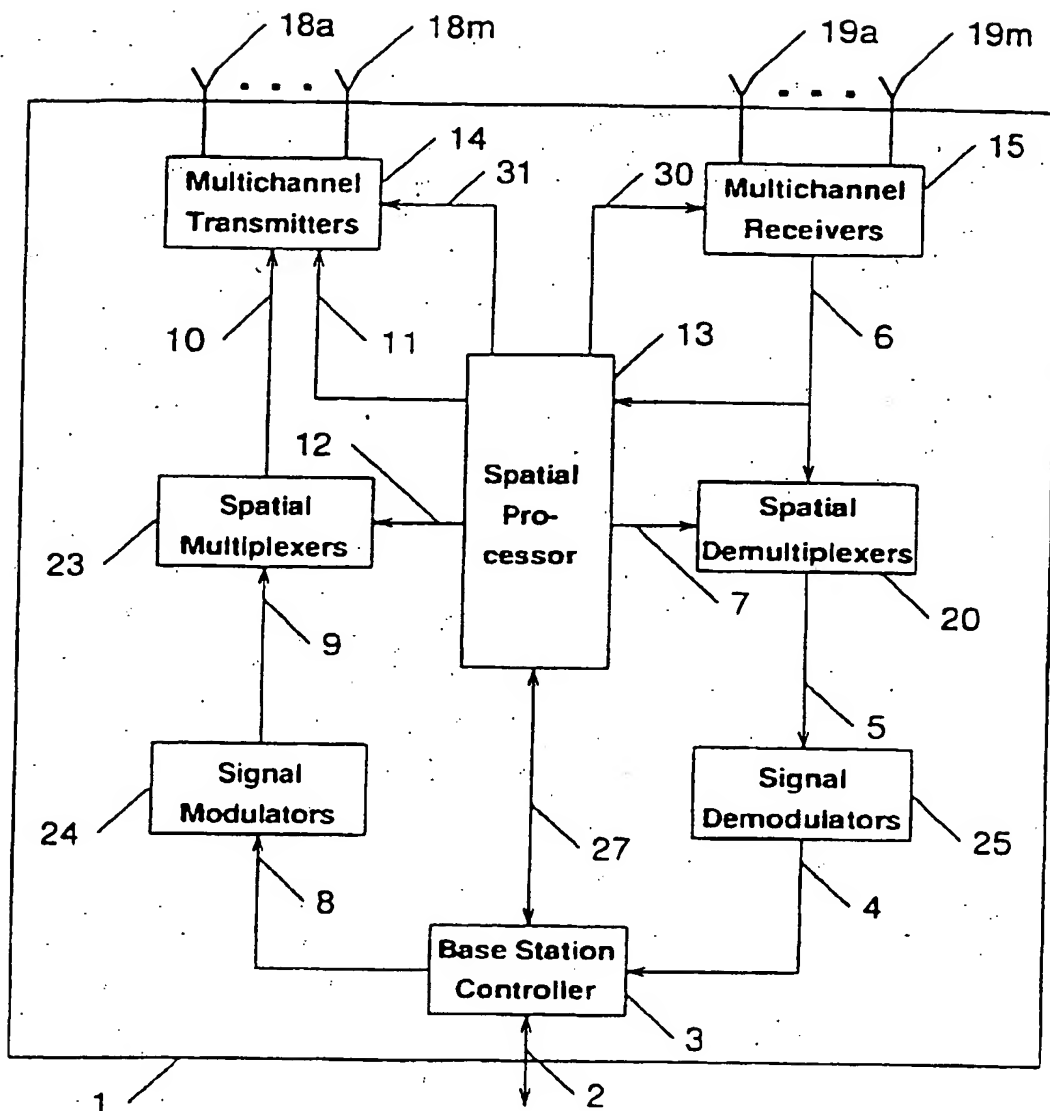 18a 18m 19a 19m
14 31 30 15
Multichannel
Transmitters
Multichannel
Receivers
10 11 13 6
12
Spatial
Pro-
cessor
Spatial
Multiplexers
Spatial
Demultiplexers
23 7 20
9 5
Signal
Modulators
Signal
Demodulators
24 27 25
8 4
Base Station
Controller
3
1 2